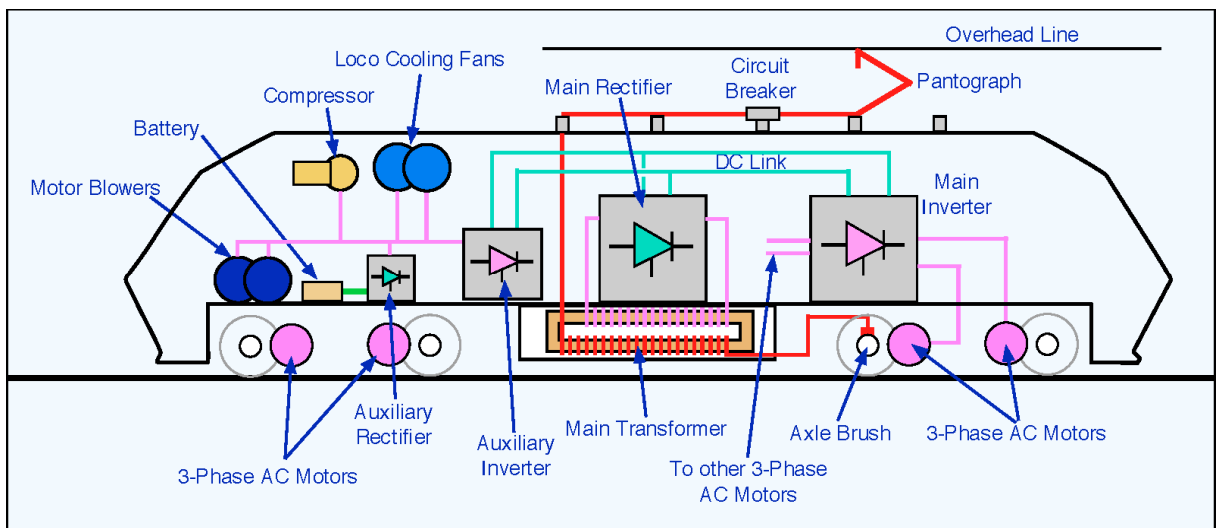 Overhead Line
Loco Cooling Fans
Circuit
Breaker
Pantograph
Main Rectifier
Compressor
Battery
DC Link
Motor Blowers
Main
Inverter
Auxiliary
Rectifier
Main Transformer
Axle Brush
3-Phase AC Motors
Auxiliary
Inverter
3-Phase AC Motors
To other 3-Phase
AC Motors